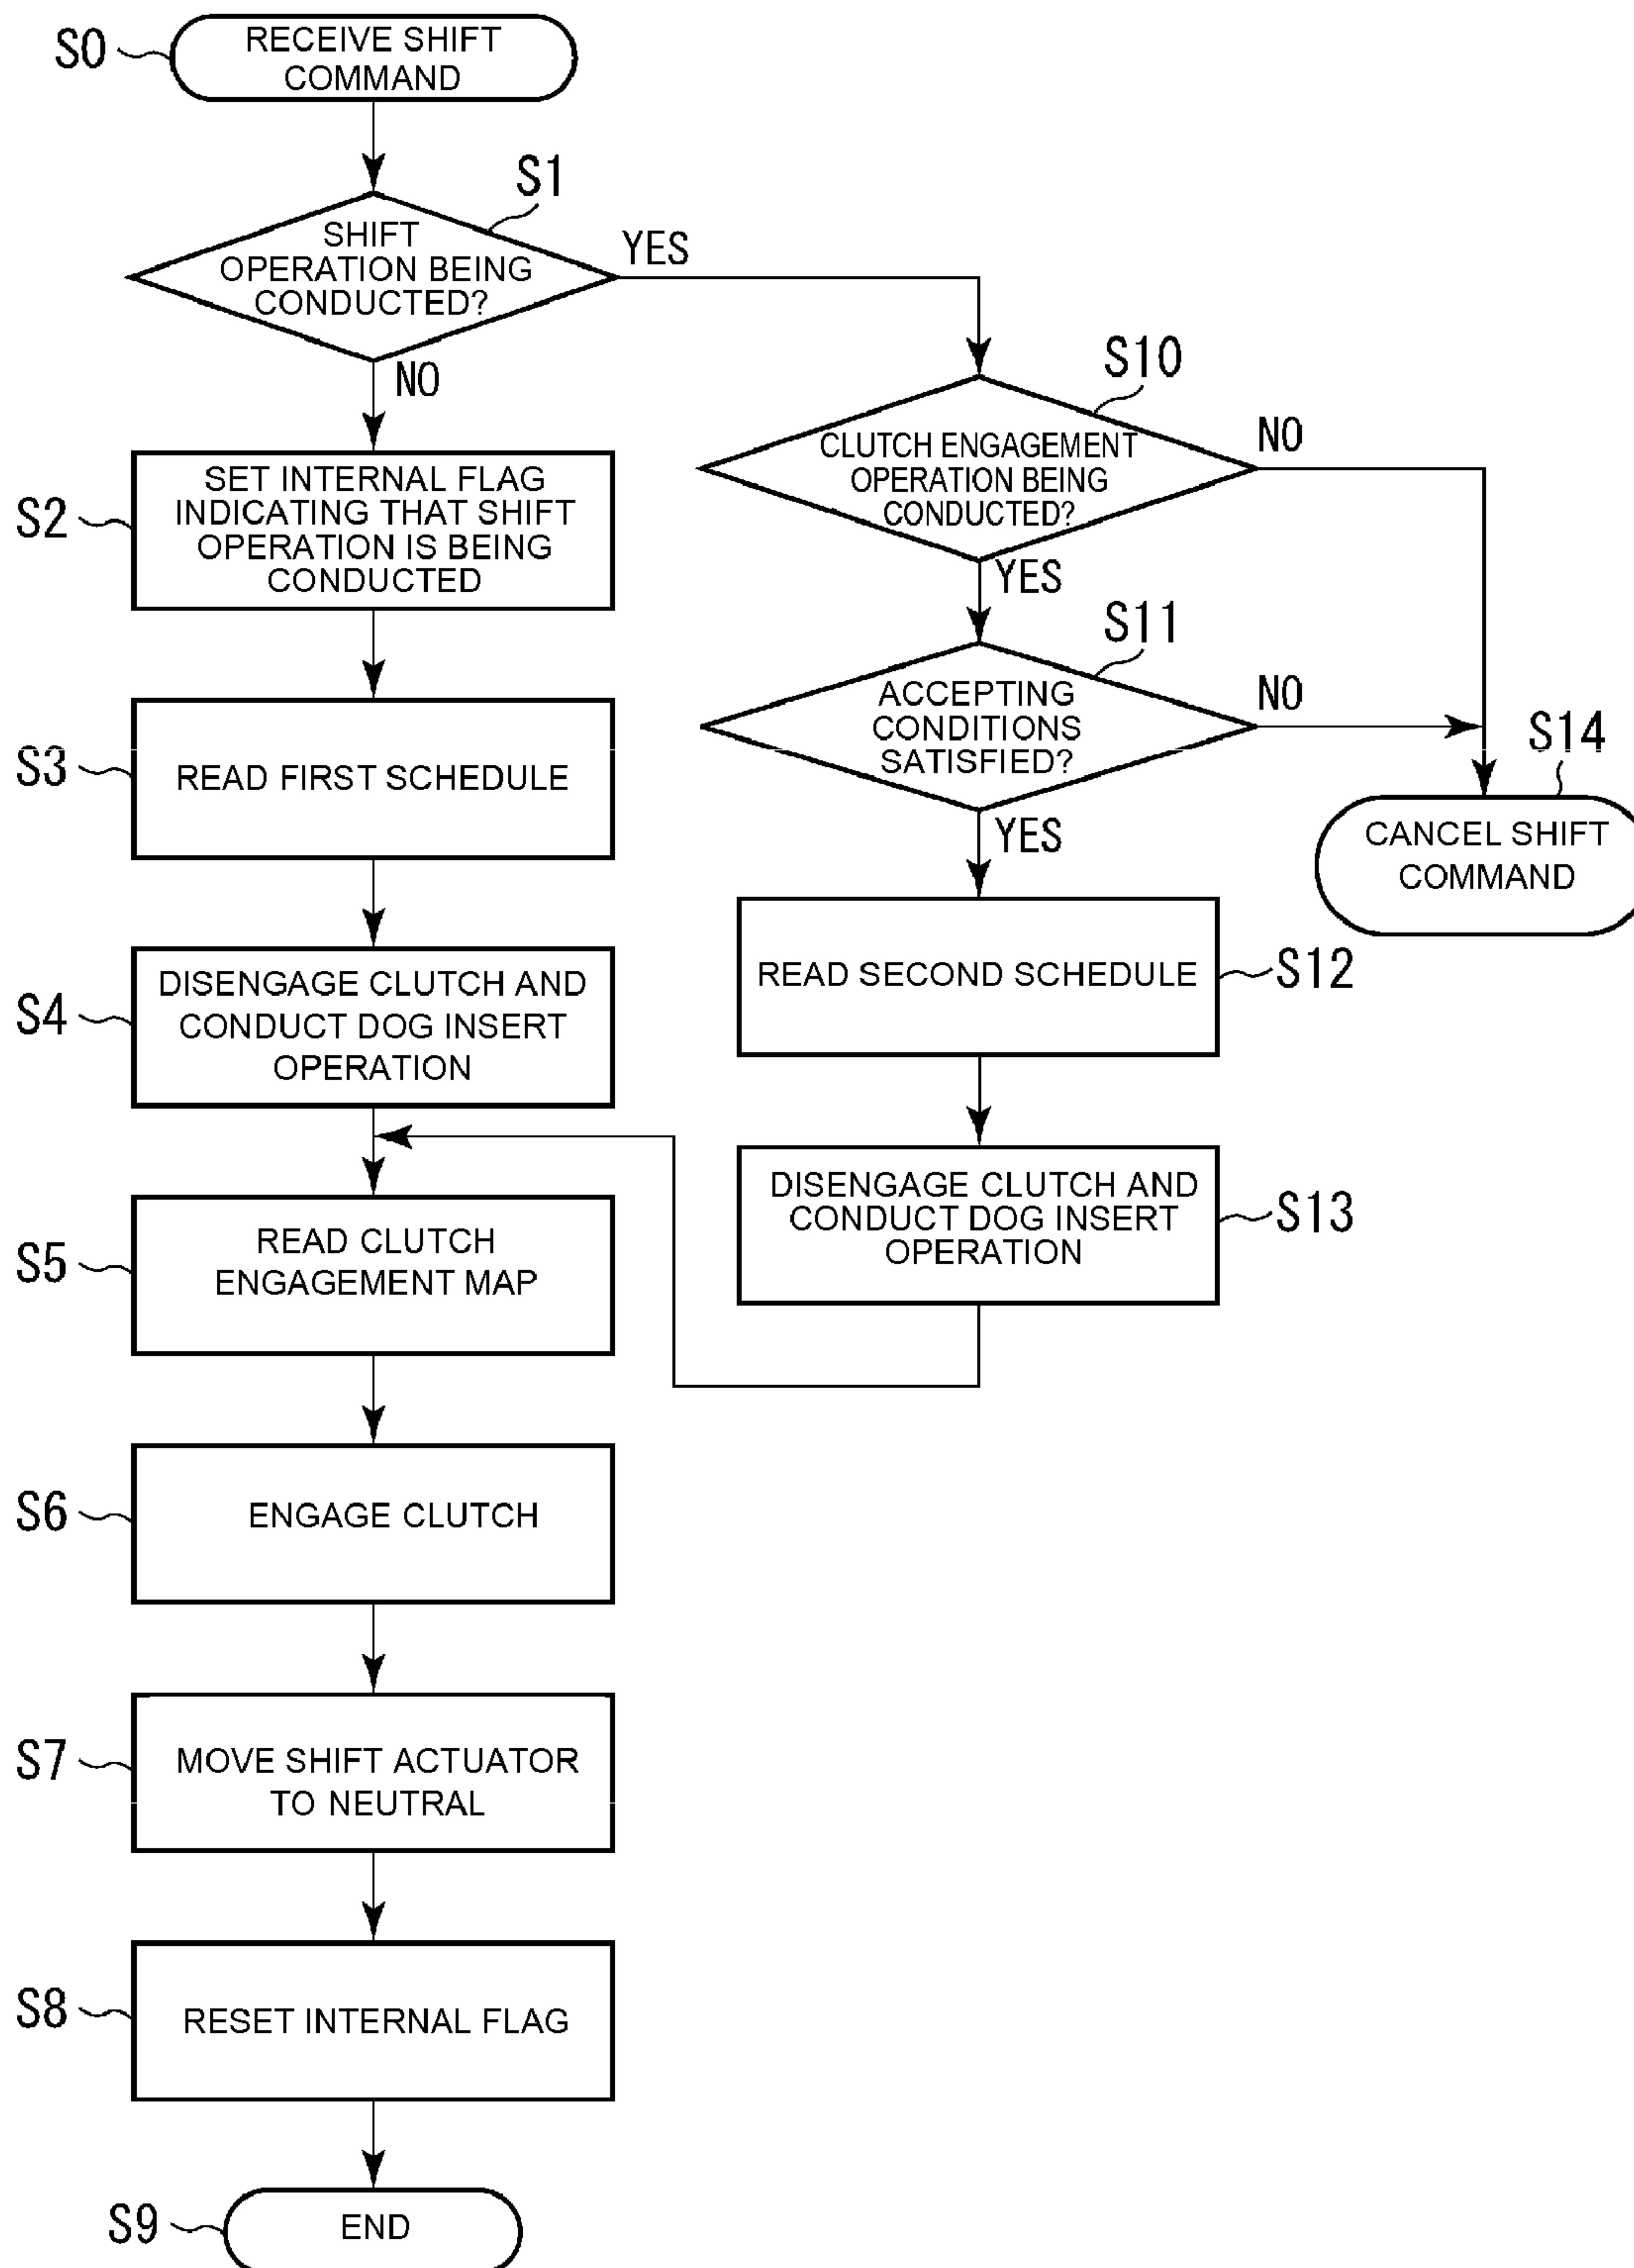 S0
RECEIVE SHIFT
COMMAND
S1
SHIFT
OPERATION BEING
CONDUCTED?
YES
NO
S2
SET INTERNAL FLAG
INDICATING THAT SHIFT
OPERATION IS BEING
CONDUCTED
S3
READ FIRST SCHEDULE
S4
DISENGAGE CLUTCH AND
CONDUCT DOG INSERT
OPERATION
S5
READ CLUTCH
ENGAGEMENT MAP
S6
ENGAGE CLUTCH
S7
MOVE SHIFT ACTUATOR
TO NEUTRAL
S8
RESET INTERNAL FLAG
S9
END
S10
CLUTCH ENGAGEMENT
OPERATION BEING
CONDUCTED?
NO
YES
S11
ACCEPTING
CONDITIONS
SATISFIED?
NO
YES
S14
CANCEL SHIFT
COMMAND
READ SECOND SCHEDULE
S12
DISENGAGE CLUTCH AND
CONDUCT DOG INSERT
OPERATION
S13